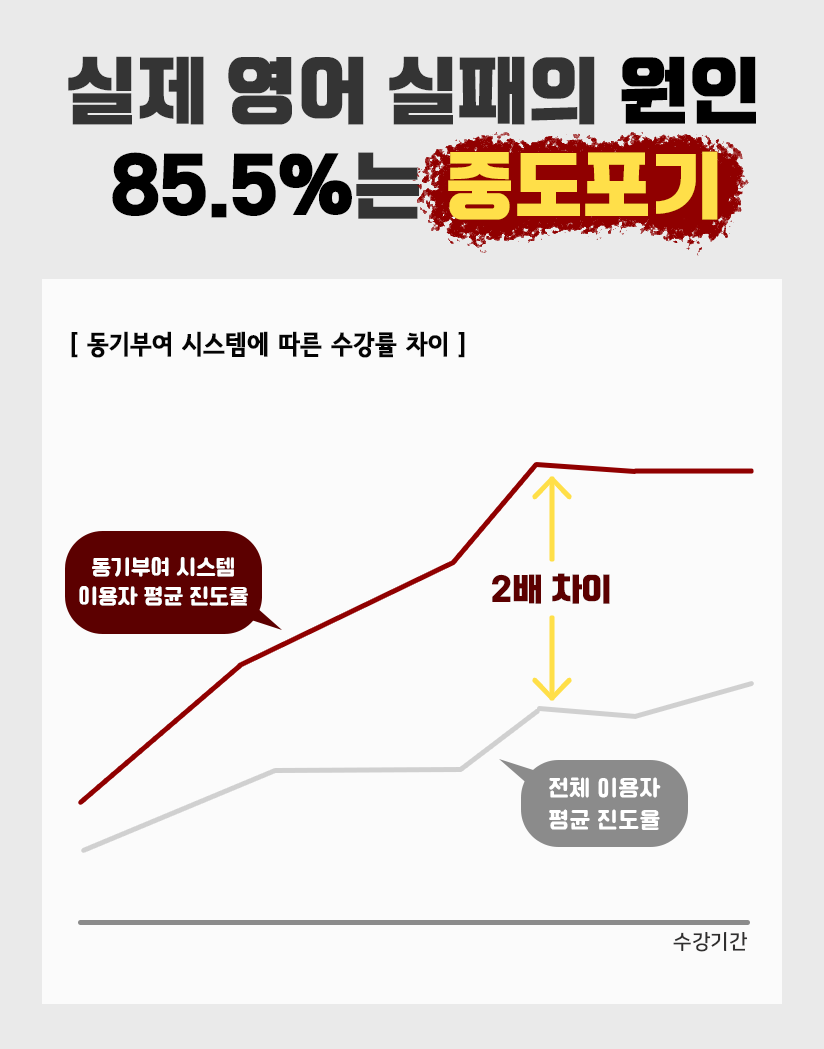 실제 영어 실패의 원인
85.5%는 중도포기
[ 동기부여 시스템에 따른 수강률 차이 ]
동기부여 시스템
이용자 평균 진도율
2배 차이
전체 이용자
평균 진도율
수강기간